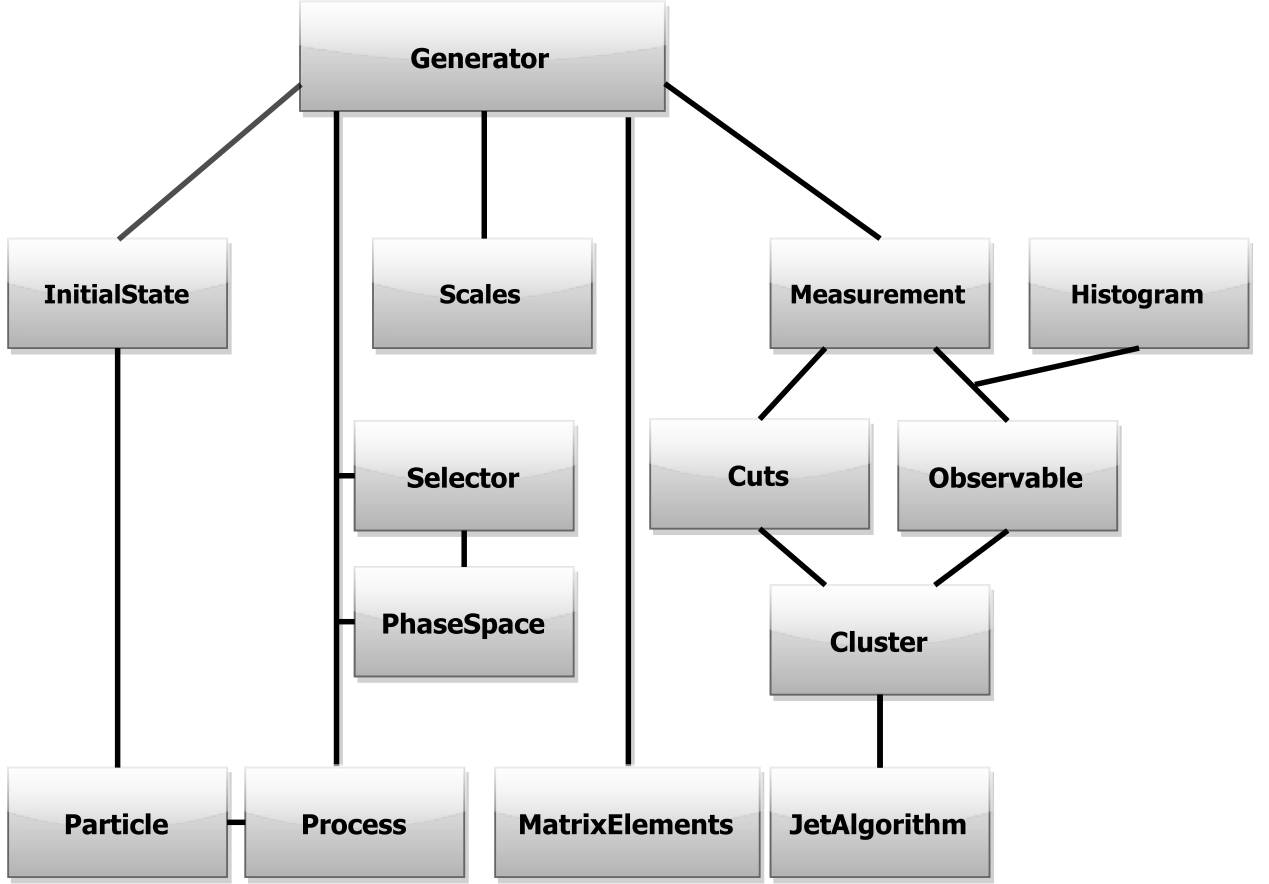 Generator
InitialState
Scales
Measurement
Histogram
Selector
Cuts
Observable
PhaseSpace
Cluster
Particle
Process
MatrixElements
JetAlgorithm